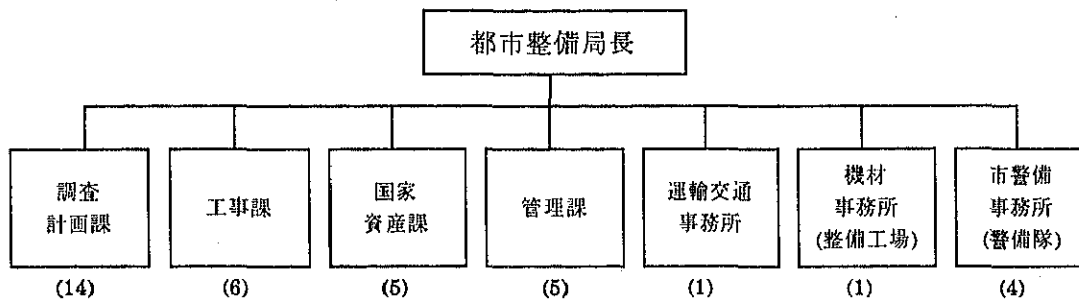 都市整備局長
調査
計画課
工事課
国家
資産課
管理課
運輸交通
事務所
機材
事務所
(整備工場)
市警備
事務所
(警備隊)
(14)
(6)
(5)
(5)
(1)
(1)
(4)